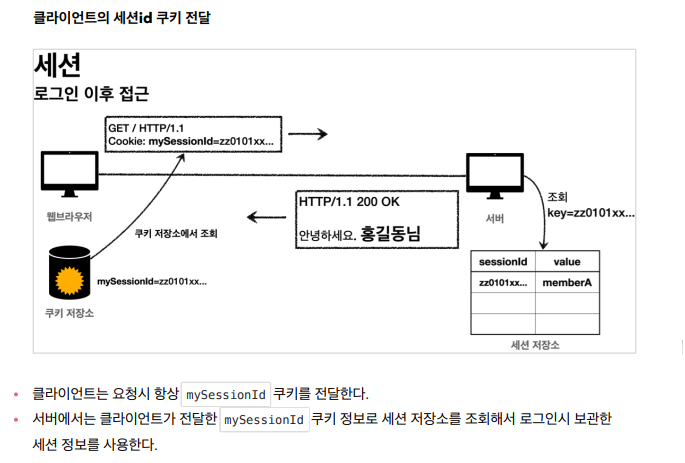 클라이언트의 세션id 쿠키 전달
세션
로그인 이후 접근
GET / HTTP/1.1
Cookie: mySessionId=zz0101xx...
웹브라우저
쿠키 저장소에서 조회
mySessionId=zz0101xx...
쿠키 저장소
HTTP/1.1 200 OK
안녕하세요. 홍길동님
서버
조회
key=zz0101xx...
sessionId value
zz0101xx... memberA
세션 저장소
클라이언트는 요청시 항상 mySessionId 쿠키를 전달한다.
서버에서는 클라이언트가 전달한 mySessionId 쿠키 정보로 세션 저장소를 조회해서 로그인시 보관한
세션 정보를 사용한다.